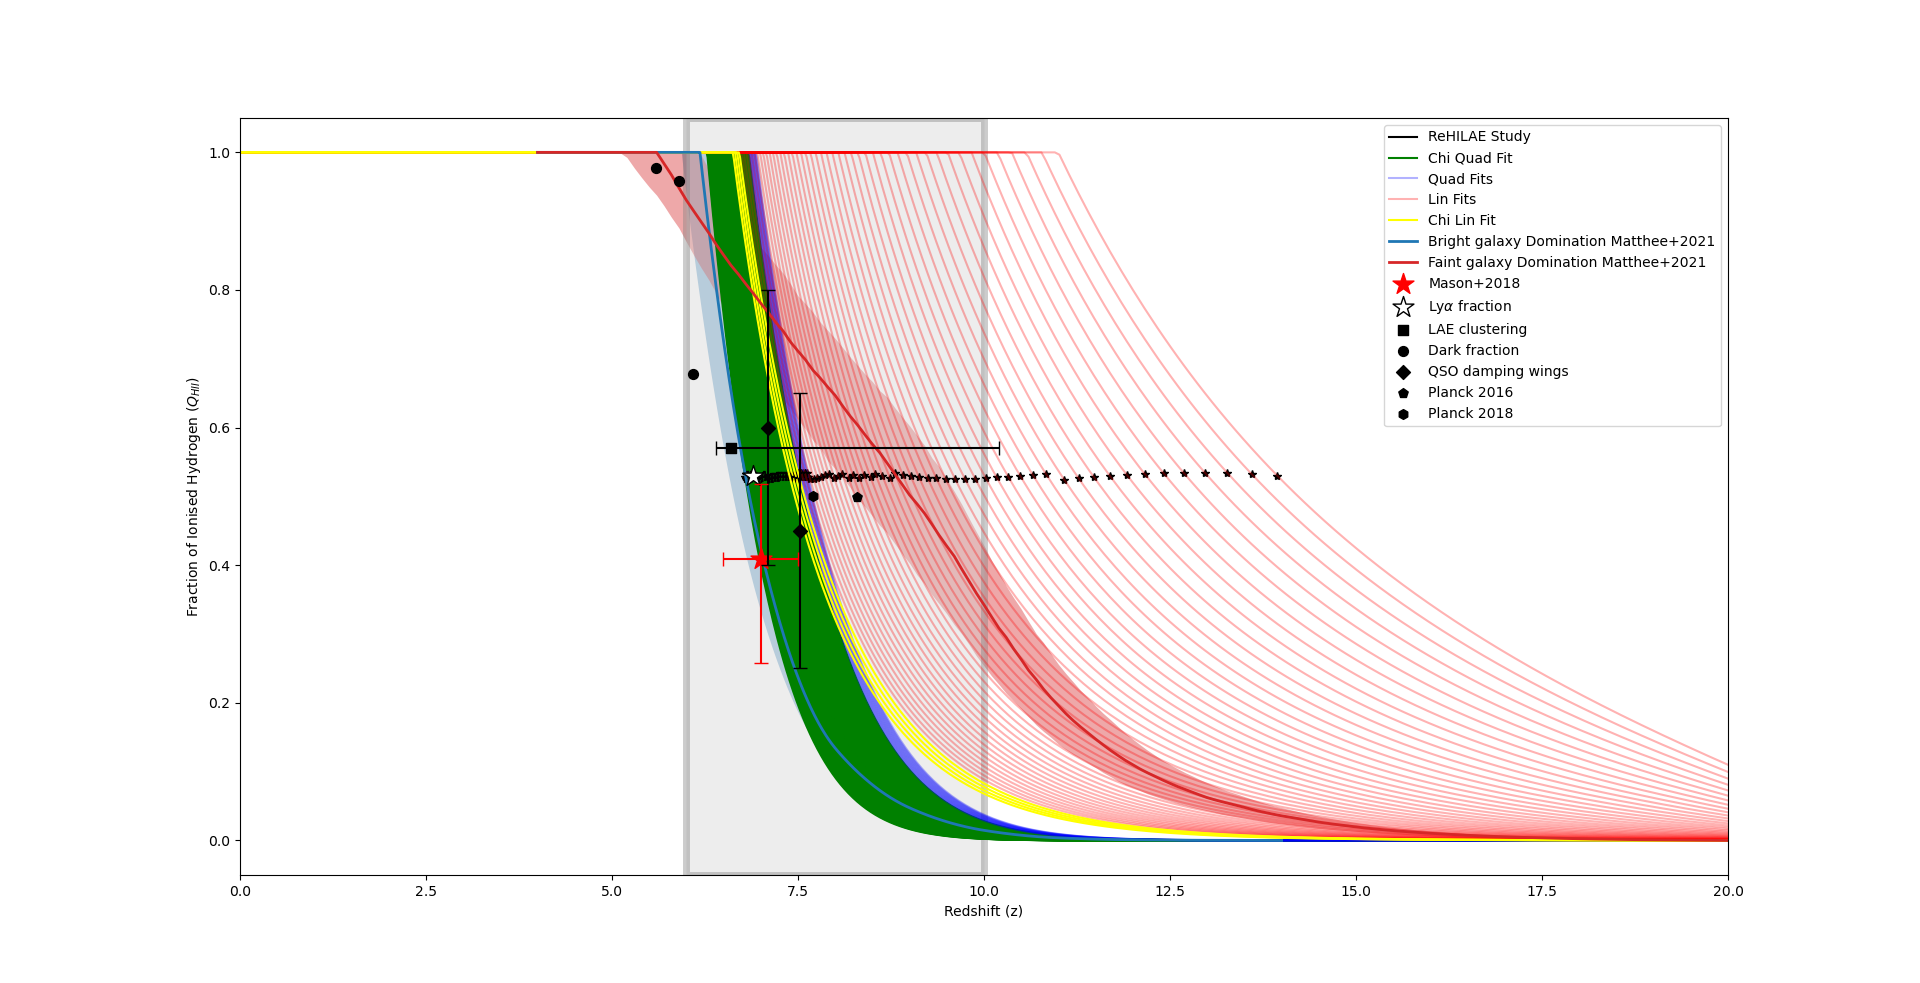 1.0
0.8
0.6
0.4
0.2
0.0
Fraction of Ionised Hydrogen (Q_{HII})
0.0 2.5 5.0 7.5 10.0 12.5 15.0 17.5 20.0
Redshift (z)
ReHILAE Study
Chi Quad Fit
Quad Fits
Lin Fits
Chi Lin Fit
Bright galaxy Domination Matthee+2021
Faint galaxy Domination Matthee+2021
Mason+2018
Lyα fraction
LAE clustering
Dark fraction
QSO damping wings
Planck 2016
Planck 2018